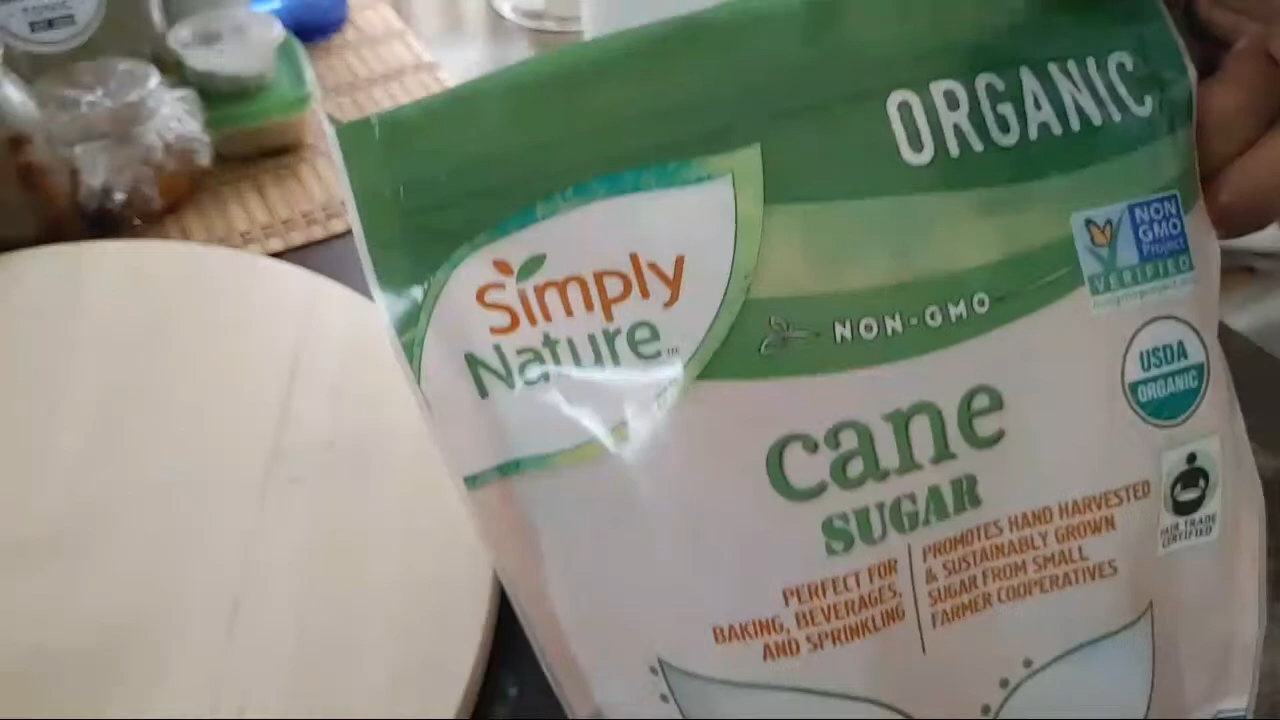 ORGANIC
Simply
Nature
NON-GMO
NON
GMO
Project
VERIFIED
USDA
ORGANIC
cane
SUGAR
FAIR TRADE
CERTIFIED
PERFECT FOR
BAKING, BEVERAGES,
AND SPRINKLING
PROMOTES HAND HARVESTED
& SUSTAINABLY GROWN
SUGAR FROM SMALL
FARMER COOPERATIVES